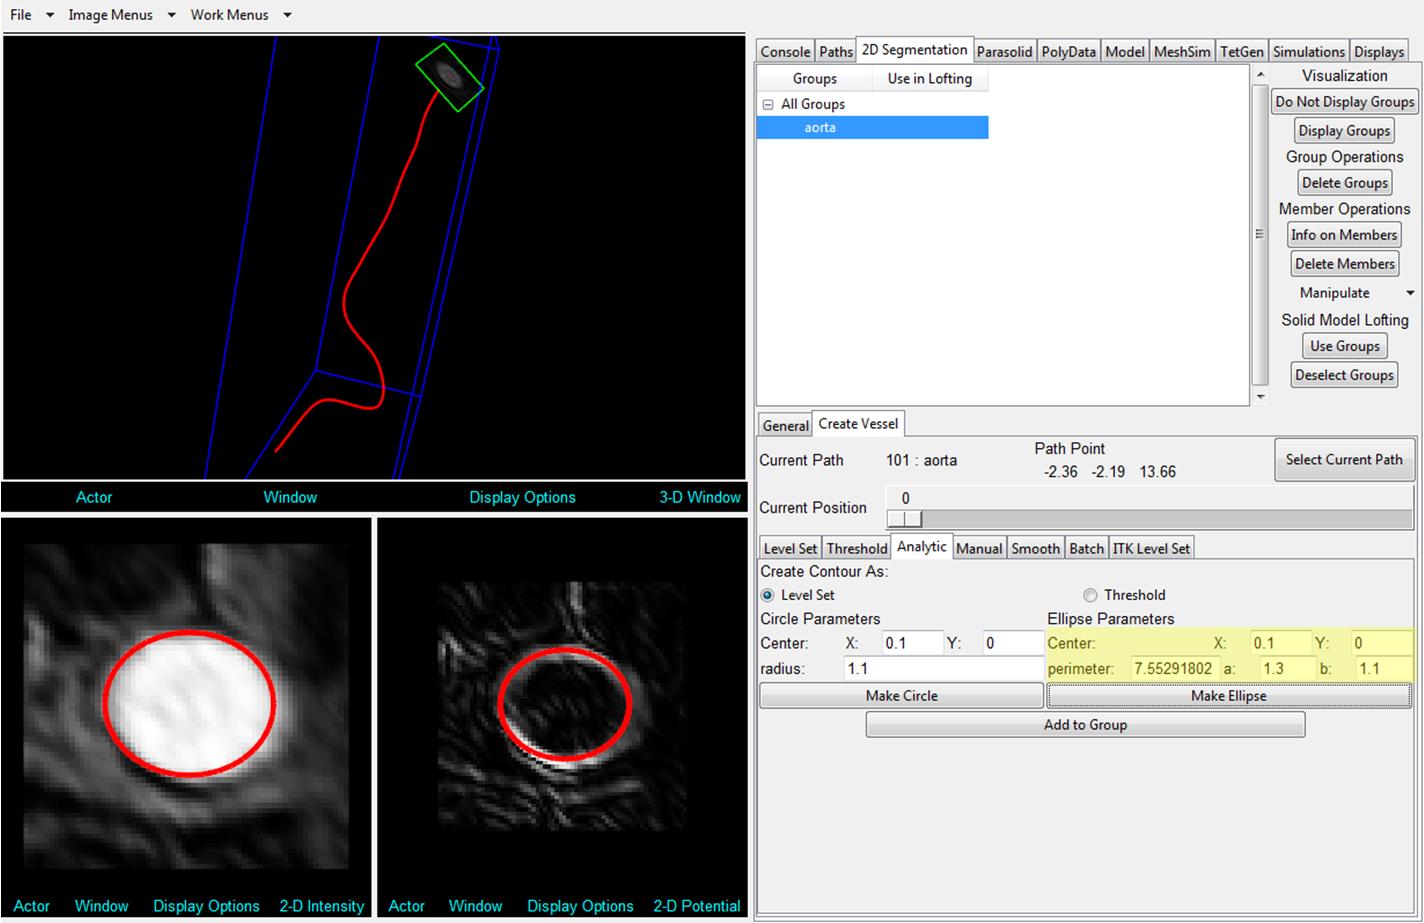 File Image Menus Work Menus
Actor Window Display Options 3-D Window
Actor Window Display Options 2-D Intensity
Actor Window Display Options 2-D Potential
Console Paths 2D Segmentation Parasolid PolyData Model MeshSim TetGen Simulations Displays
Groups Use in Lofting
All Groups
aorta
Visualization
Do Not Display Groups
Display Groups
Group Operations
Delete Groups
Member Operations
Info on Members
Delete Members
Manipulate
Solid Model Lofting
Use Groups
Deselect Groups
General Create Vessel
Current Path 101 : aorta
Path Point
-2.36 -2.19 13.66
Select Current Path
Current Position 0
Level Set Threshold Analytic Manual Smooth Batch ITK Level Set
Create Contour As:
Level Set Threshold
Circle Parameters Ellipse Parameters
Center: X: 0.1 Y: 0 Center: X: 0.1 Y: 0
radius: 1.1 perimeter: 7.55291802 a: 1.3 b: 1.1
Make Circle Make Ellipse
Add to Group